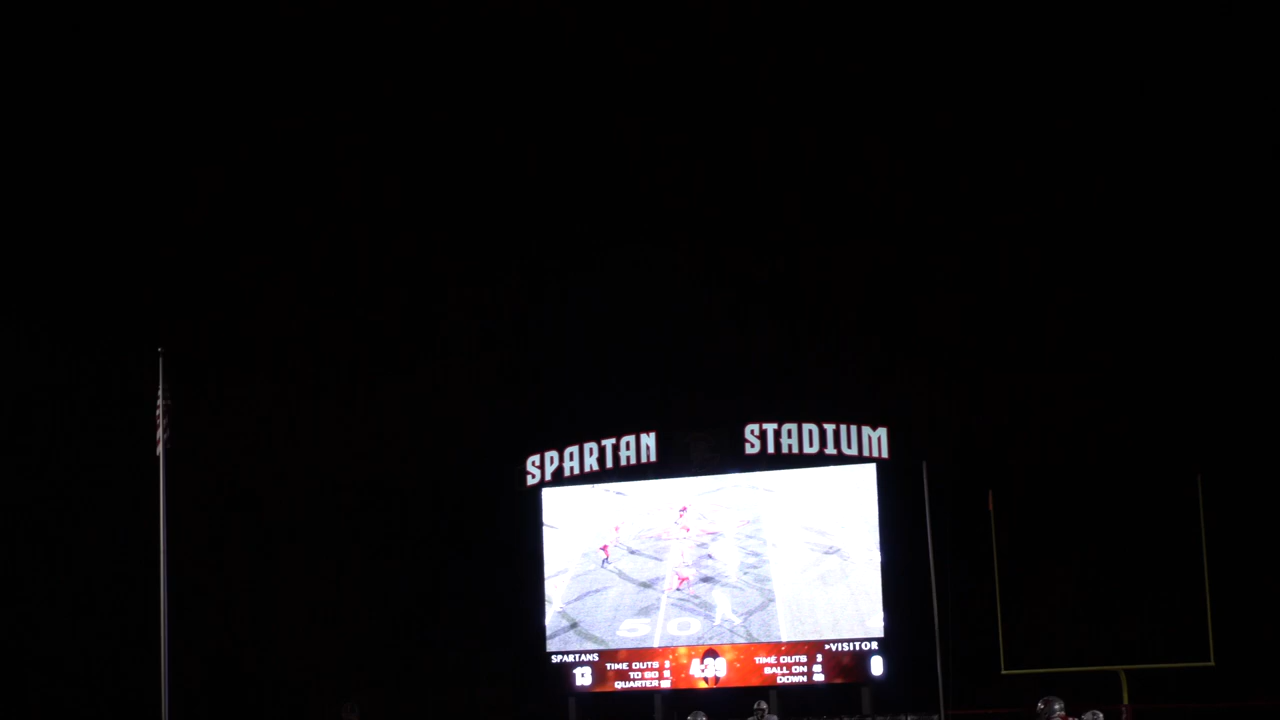 SPARTAN STADIUM
50
SPARTANS
13
TIME OUTS 3
TO GO
QUARTER
4:39
>VISITOR
TIME OUTS 3
BALL ON
DOWN